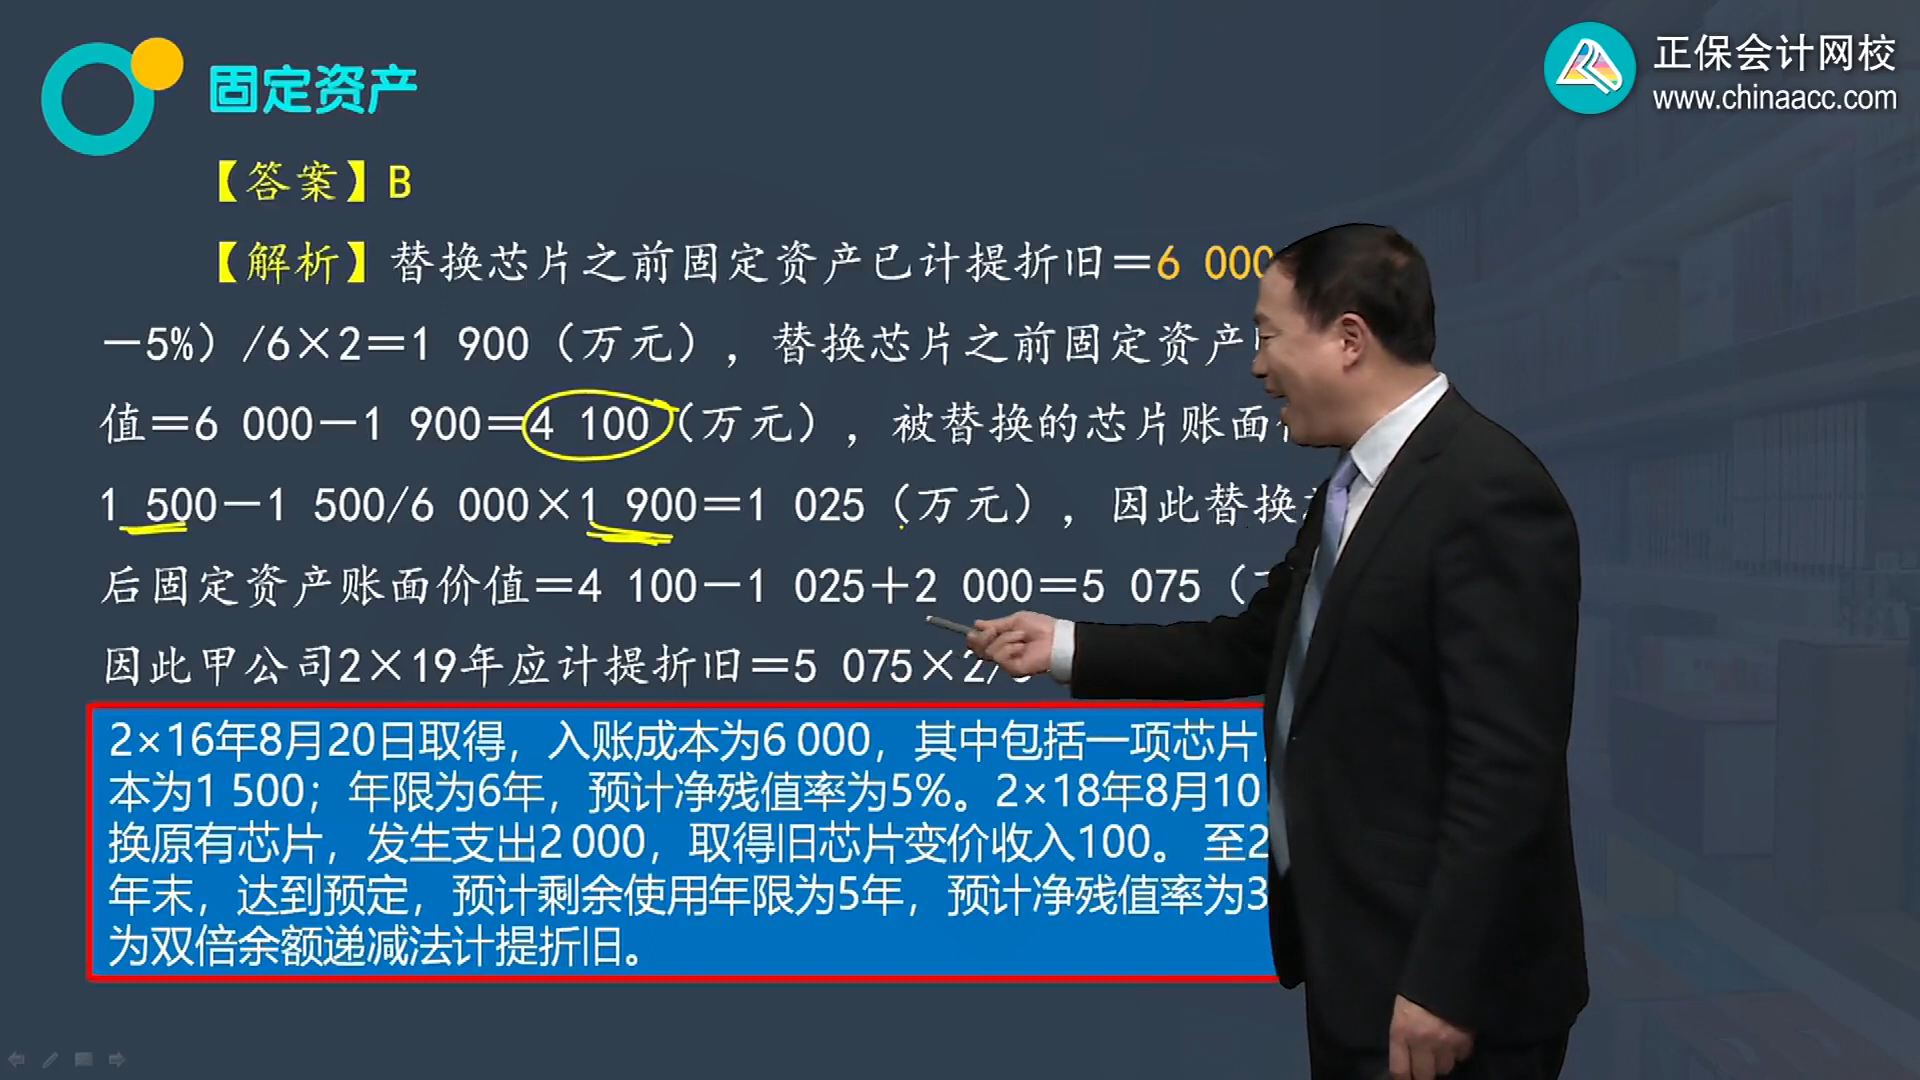 固定资产
正保会计网校
www.chinaacc.com
【答案】B
【解析】替换芯片之前固定资产已计提折旧＝6 000
－5%）/6×2＝1 900（万元），替换芯片之前固定资产
值＝6 000－1 900＝4 100（万元），被替换的芯片账面
1 500－1 500/6 000×1 900＝1 025（万元），因此替换
后固定资产账面价值＝4 100－1 025＋2 000＝5 075（
因此甲公司2×19年应计提折旧＝5 075×2/
2×16年8月20日取得，入账成本为6 000，其中包括一项芯片
本为1 500；年限为6年，预计净残值率为5%。2×18年8月10
换原有芯片，发生支出2 000，取得旧芯片变价收入100。 至2
年末，达到预定，预计剩余使用年限为5年，预计净残值率为3
为双倍余额递减法计提折旧。